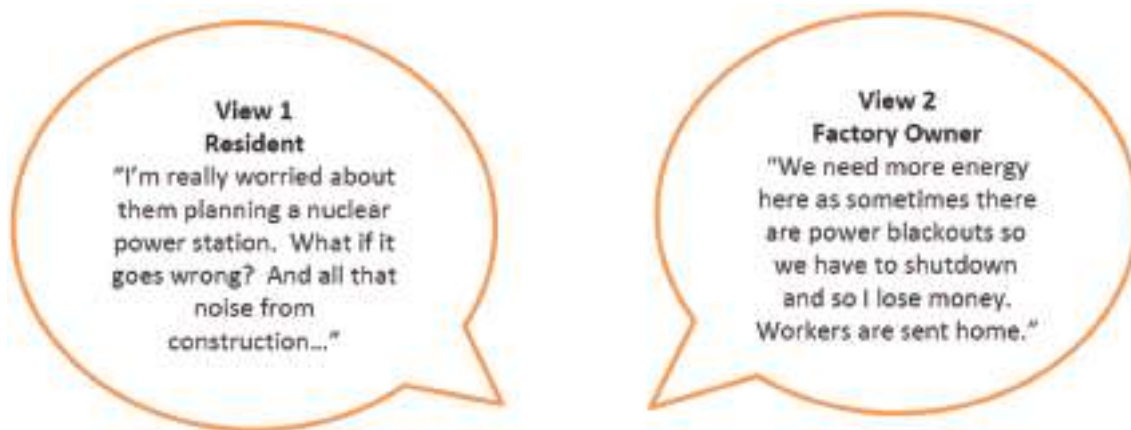 View 1
Resident
"I'm really worried about
them planning a nuclear
power station.  What if it
goes wrong?  And all that
noise from
construction…"
View 2
Factory Owner
"We need more energy
here as sometimes there
are power blackouts so
we have to shutdown
and so I lose money.
Workers are sent home."